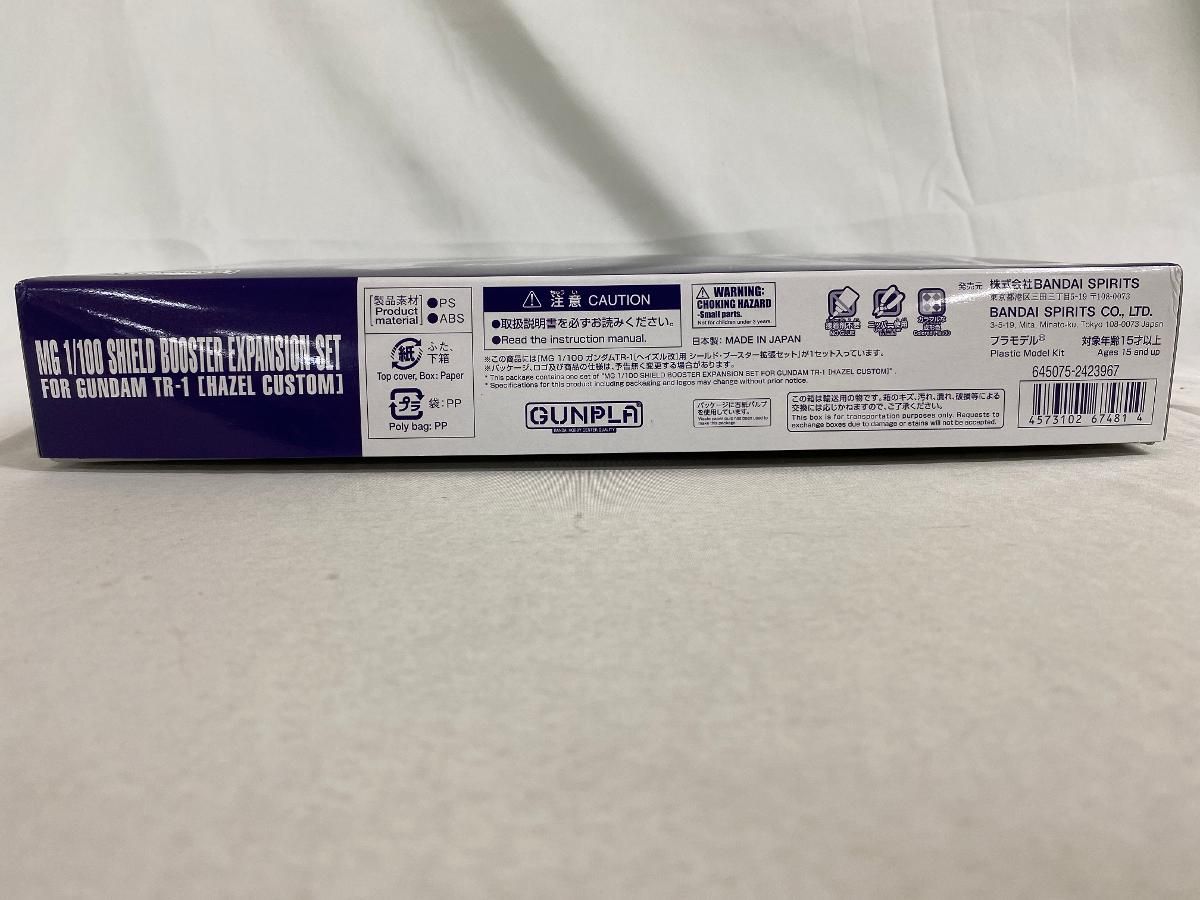 MG 1/100 SHIELD BOOSTER EXPANSION SET
FOR GUNDAM TR-1 [HAZEL CUSTOM]
製品素材
Product material
●PS
●ABS
紙
ふた、
下箱
Top cover, Box: Paper
プラ
袋:PP
Poly bag: PP
注意 CAUTION
●取扱説明書を必ずお読みください。
●Read the instruction manual.
WARNING:
CHOKING HAZARD
-Small parts.
Not for children under 3 years.
日本製: MADE IN JAPAN
※この商品には「MG 1/100 ガンダムTR-1[ヘイズル改]用 シールド・ブースター拡張セット」が1セット入っています。
※パッケージ、ロゴ及び商品の仕様は、予告無く変更する場合があります。
* This package contains one set of "MG 1/100 SHIELD BOOSTER EXPANSION SET FOR GUNDAM TR-1 [HAZEL CUSTOM]".
* Specifications for this product including packaging and logos may change without prior notice.
GUNPLA
BANDAI HOBBY CENTER QUALITY
パッケージに古紙パルプ
を使用しています。
Waste paper pulp has been used to
make this package
この箱は輸送用の物です。箱のキズ、汚れ、潰れ、破損等による
交換には応じかねますので、ご了承ください。
This box is for transportation purposes only. Requests to
exchange boxes due to damage or stains will not be accepted.
発売元 株式会社BANDAI SPIRITS
東京都港区三田三丁目5-19 〒108-0073
BANDAI SPIRITS CO., LTD.
3-5-19, Mita, Minato-ku, Tokyo 108-0073 Japan
プラモデル® 対象年齢15才以上
Plastic Model Kit Ages 15 and up
645075-2423967
4573102 67481 4